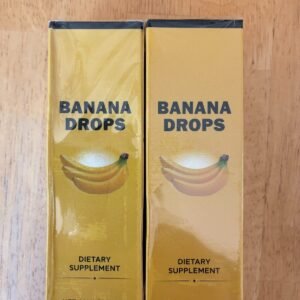 BANANA
DROPS
DIETARY
SUPPLEMENT
BANANA
DROPS
DIETARY
SUPPLEMENT